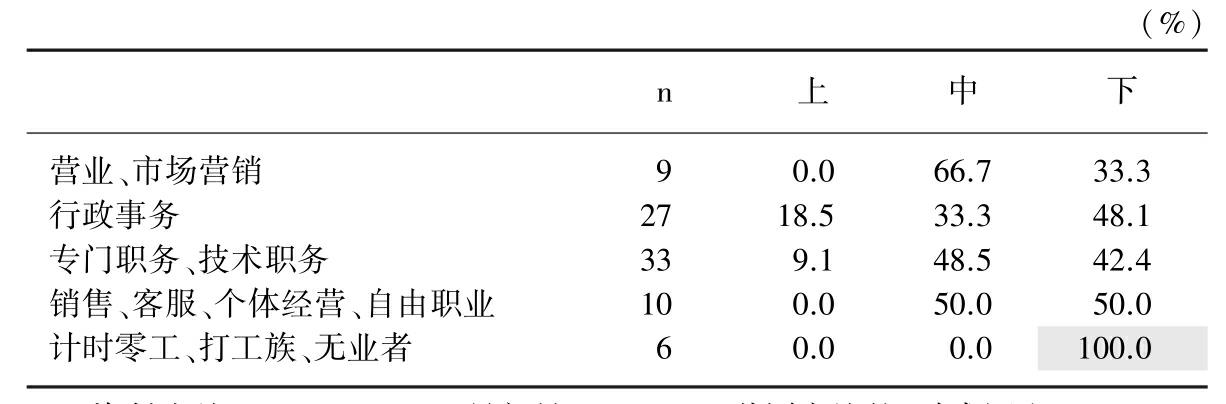 (%)
n 上 中 下
营业、市场营销 9 0.0 66.7 33.3
行政事务 27 18.5 33.3 48.1
专门职务、技术职务 33 9.1 48.5 42.4
销售、客服、个体经营、自由职业 10 0.0 50.0 50.0
计时零工、打工族、无业者 6 0.0 0.0 100.0